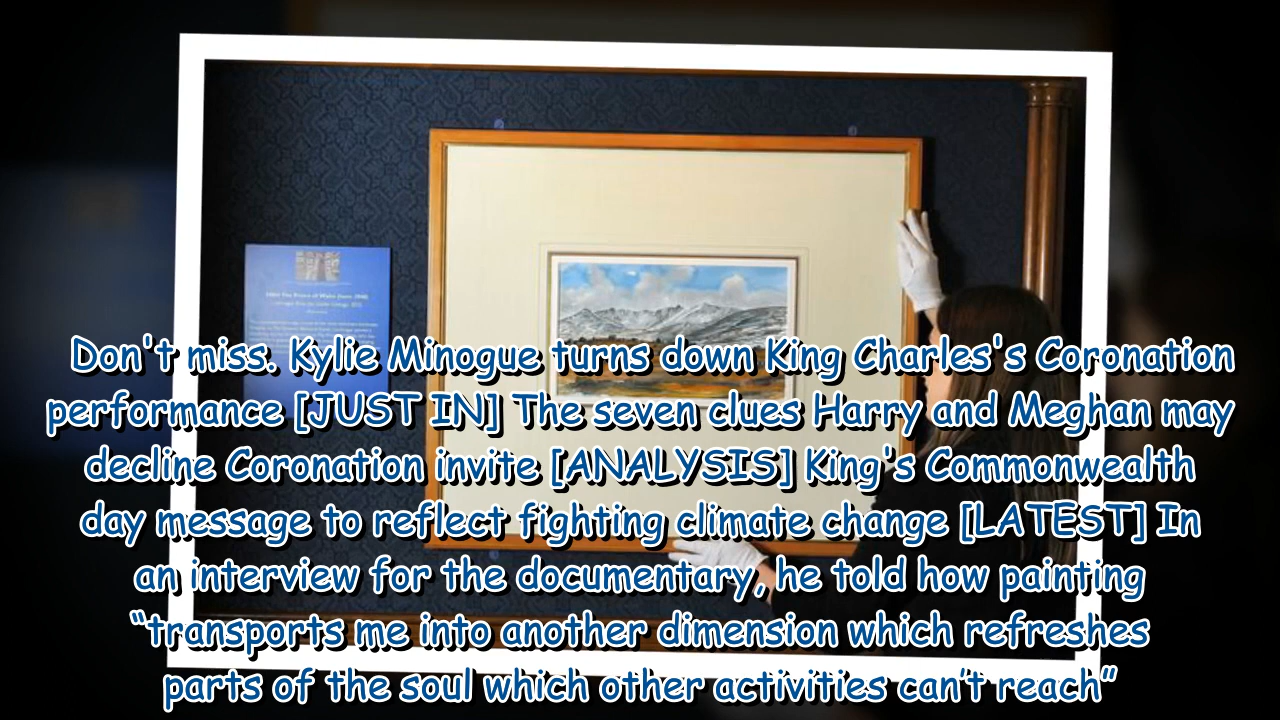 Don't miss. Kylie Minogue turns down King Charles's Coronation
performance [JUST IN] The seven clues Harry and Meghan may
decline Coronation invite [ANALYSIS] King's Commonwealth
day message to reflect fighting climate change [LATEST] In
an interview for the documentary, he told how painting
“transports me into another dimension which refreshes
parts of the soul which other activities can’t reach”